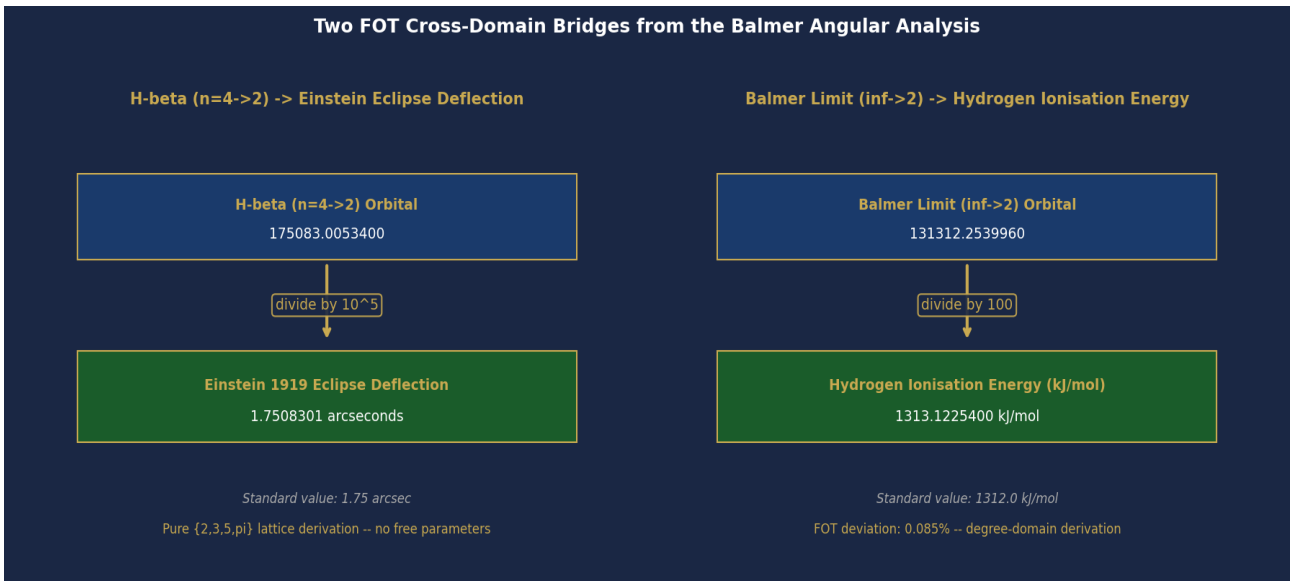 Two FOT Cross-Domain Bridges from the Balmer Angular Analysis
H-beta (n=4->2) -> Einstein Eclipse Deflection
H-beta (n=4->2) Orbital
175083.0053400
divide by 10^5
Einstein 1919 Eclipse Deflection
1.7508301 arcseconds
Standard value: 1.75 arcsec
Pure {2,3,5,pi} lattice derivation -- no free parameters
Balmer Limit (inf->2) -> Hydrogen Ionisation Energy
Balmer Limit (inf->2) Orbital
131312.2539960
divide by 100
Hydrogen Ionisation Energy (kJ/mol)
1313.1225400 kJ/mol
Standard value: 1312.0 kJ/mol
FOT deviation: 0.085% -- degree-domain derivation